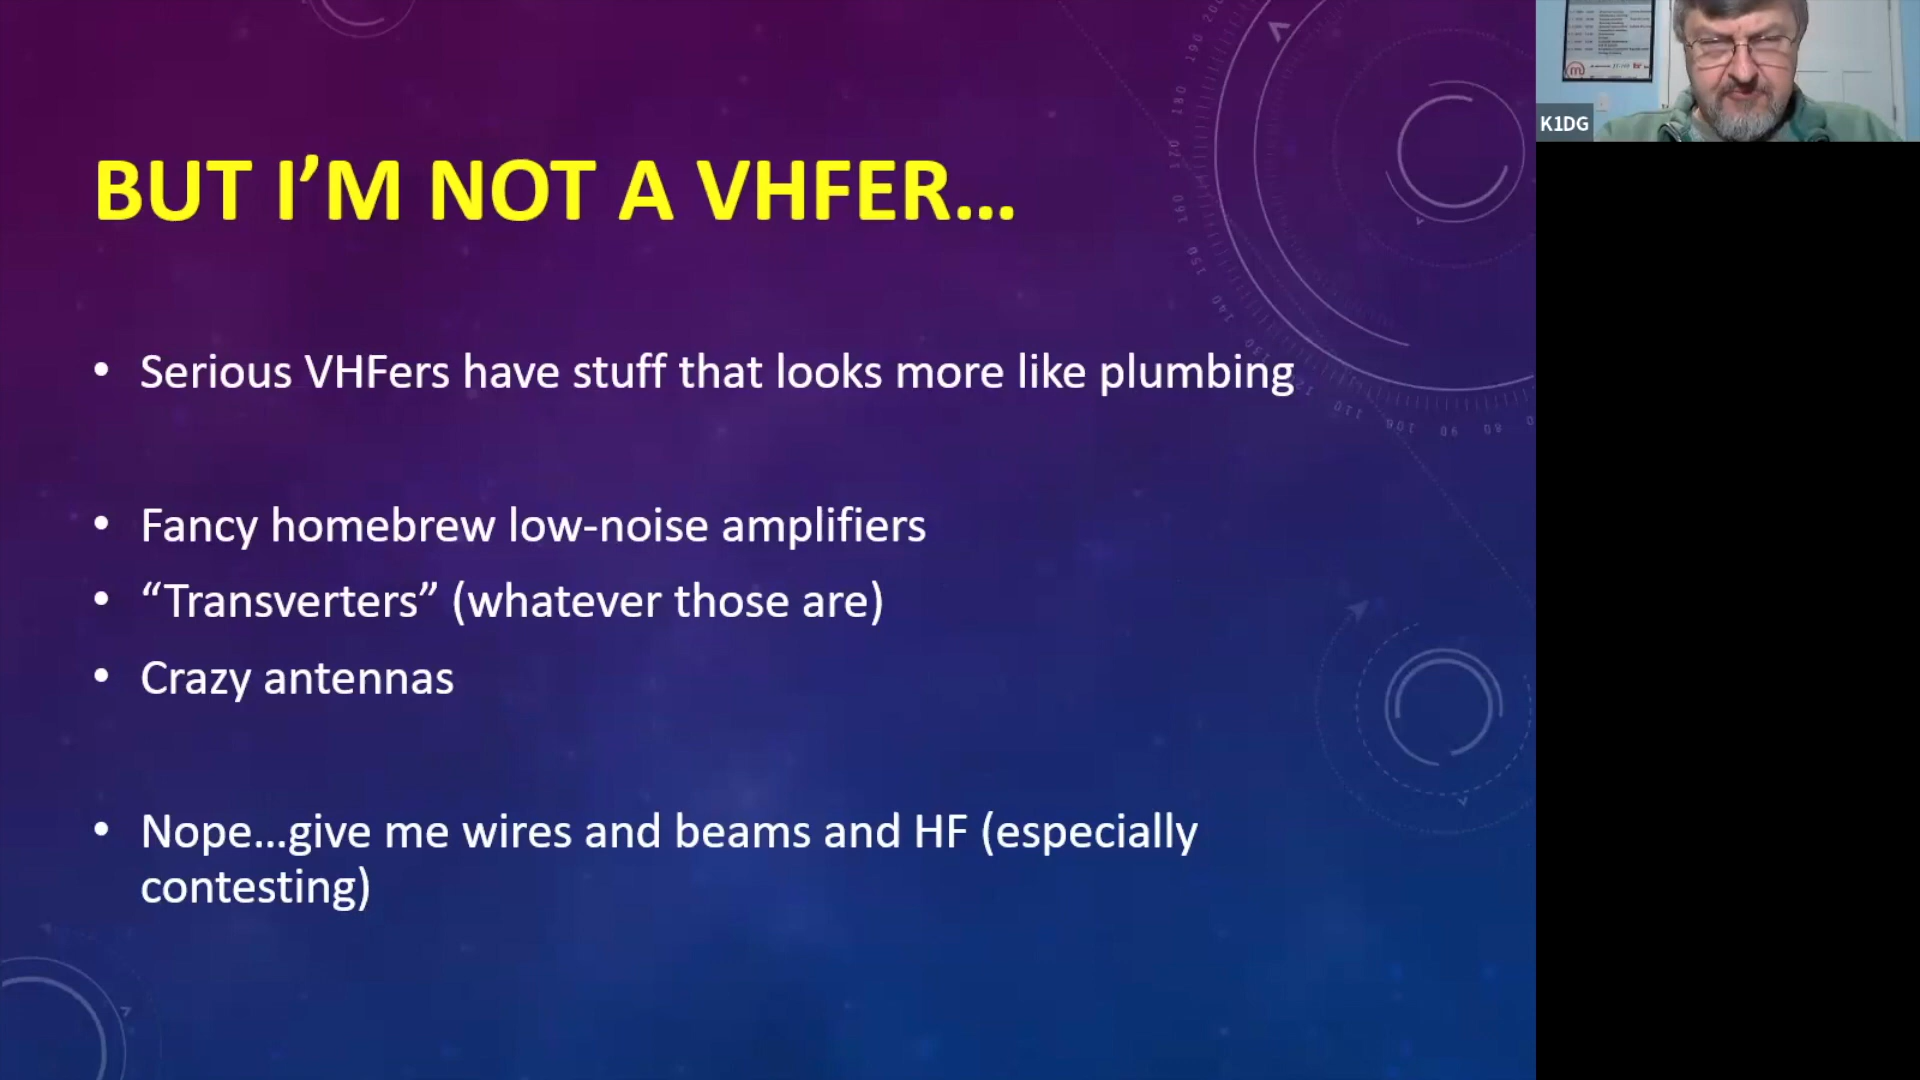 BUT I’M NOT A VHFER…
• Serious VHFers have stuff that looks more like plumbing
• Fancy homebrew low-noise amplifiers
• “Transverters” (whatever those are)
• Crazy antennas
• Nope…give me wires and beams and HF (especially
contesting)
K1DG